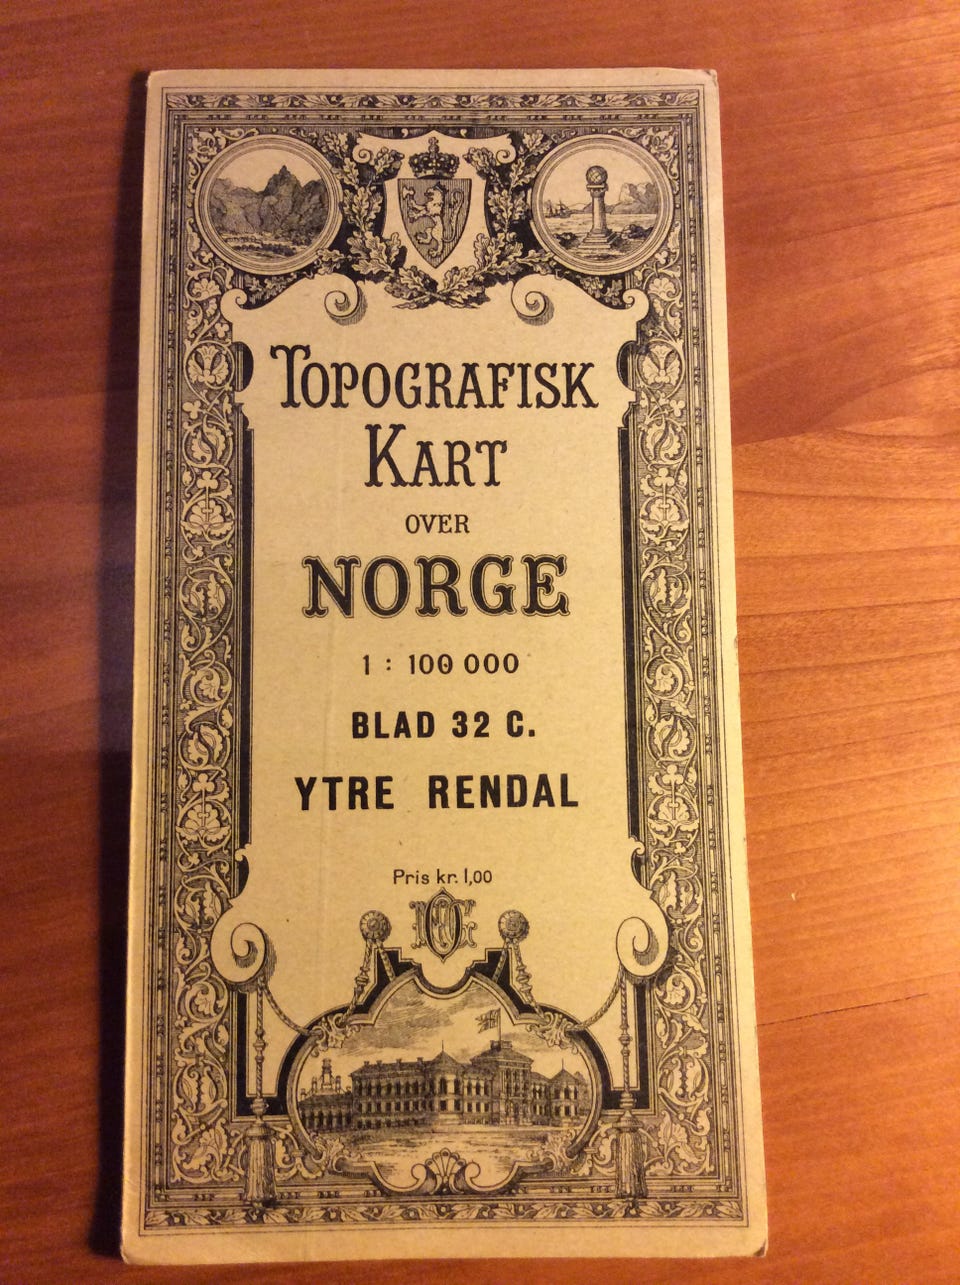 TOPOGRAFISK
KART
OVER
NORGE
1 : 100 000
BLAD 32 C.
YTRE RENDAL
Pris kr. 1,00